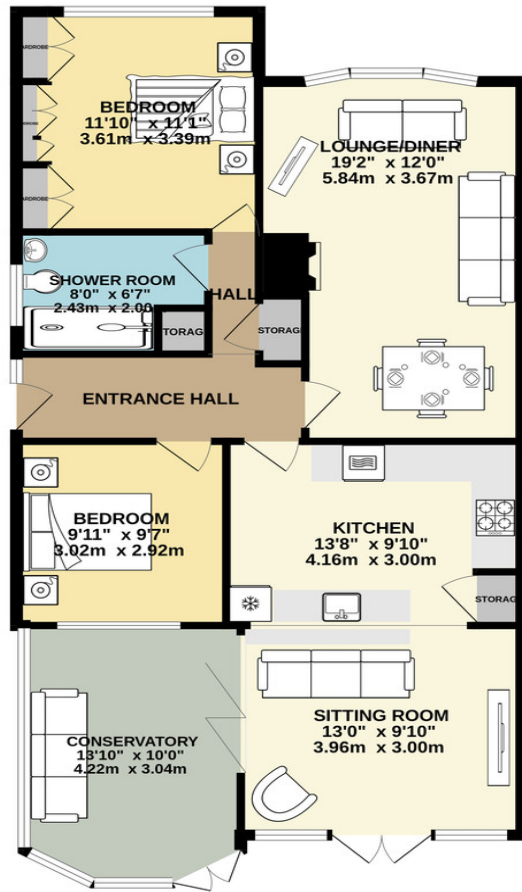 ARDROBE
BEDROOM
11'10" x 11'1"
3.61m x 3.39m
ARDROBE
LOUNGE/DINER
19'2" x 12'0"
5.84m x 3.67m
SHOWER ROOM
8'0" x 6'7"
2.43m x 2.00
HALL
TORAG
STORAG
ENTRANCE HALL
BEDROOM
9'11" x 9'7"
3.02m x 2.92m
KITCHEN
13'8" x 9'10"
4.16m x 3.00m
STORAG
SITTING ROOM
13'0" x 9'10"
3.96m x 3.00m
CONSERVATORY
13'10" x 10'0"
4.22m x 3.04m